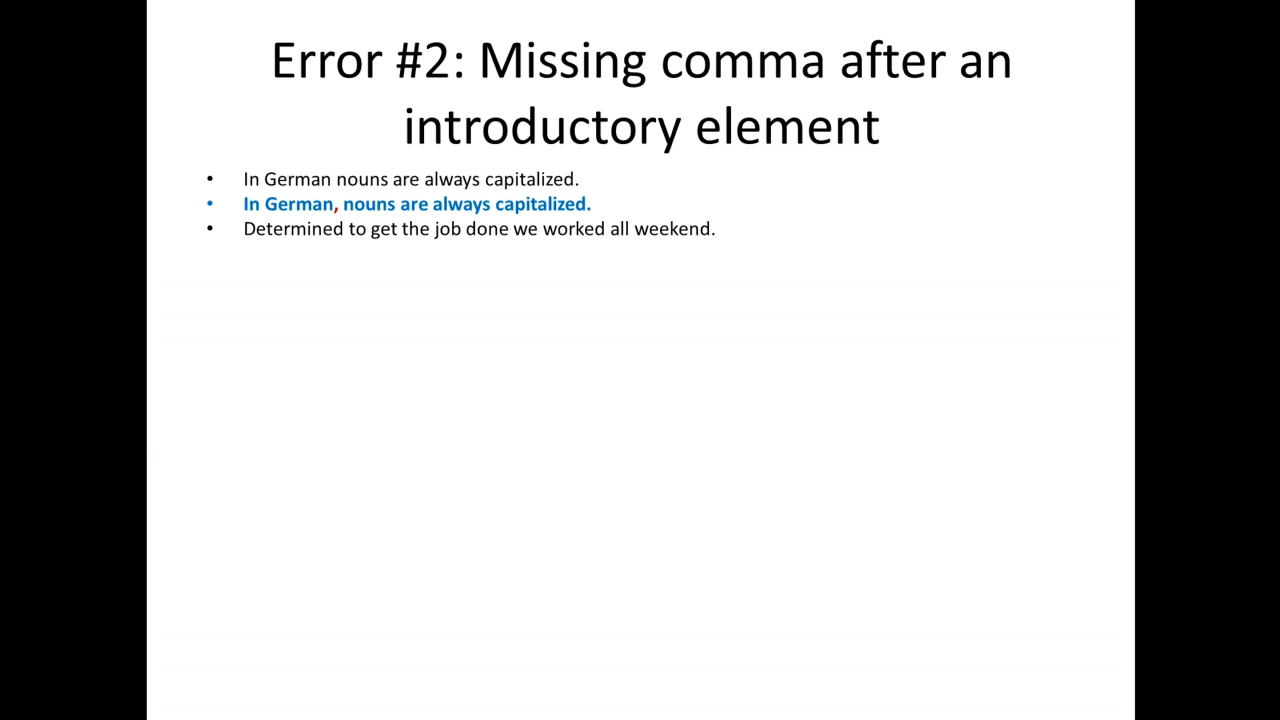 Error #2: Missing comma after an
introductory element
• In German nouns are always capitalized.
• In German, nouns are always capitalized.
• Determined to get the job done we worked all weekend.